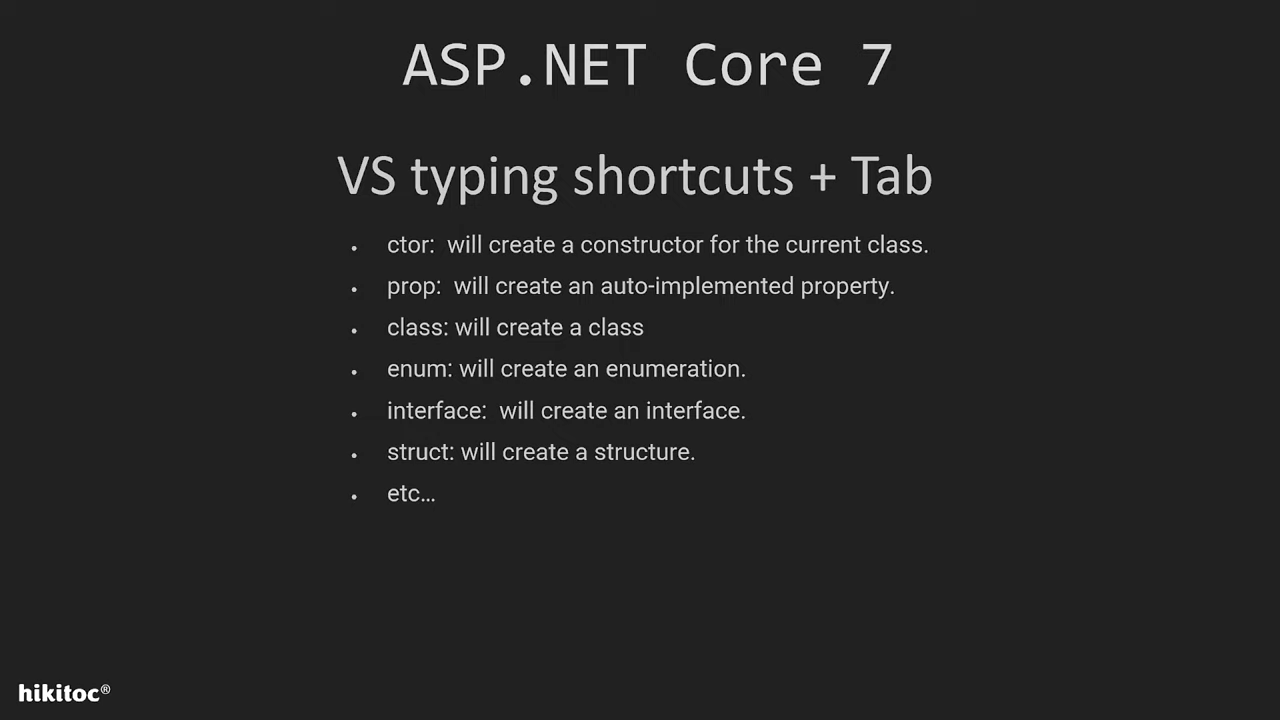 ASP.NET Core 7
VS typing shortcuts + Tab
• ctor:  will create a constructor for the current class.
• prop:  will create an auto-implemented property.
• class: will create a class
• enum: will create an enumeration.
• interface:  will create an interface.
• struct: will create a structure.
• etc…
hikitoc®